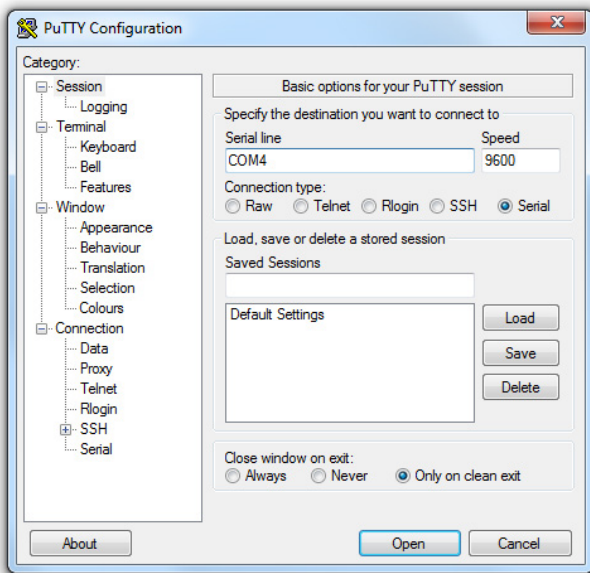 PuTTY Configuration
Category:
Session
Logging
Terminal
Keyboard
Bell
Features
Window
Appearance
Behaviour
Translation
Selection
Colours
Connection
Data
Proxy
Telnet
Rlogin
SSH
Serial
Basic options for your PuTTY session
Specify the destination you want to connect to
Serial line Speed
COM4 9600
Connection type:
Raw Telnet Rlogin SSH Serial
Load, save or delete a stored session
Saved Sessions
Default Settings
Load
Save
Delete
Close window on exit:
Always Never Only on clean exit
About Open Cancel